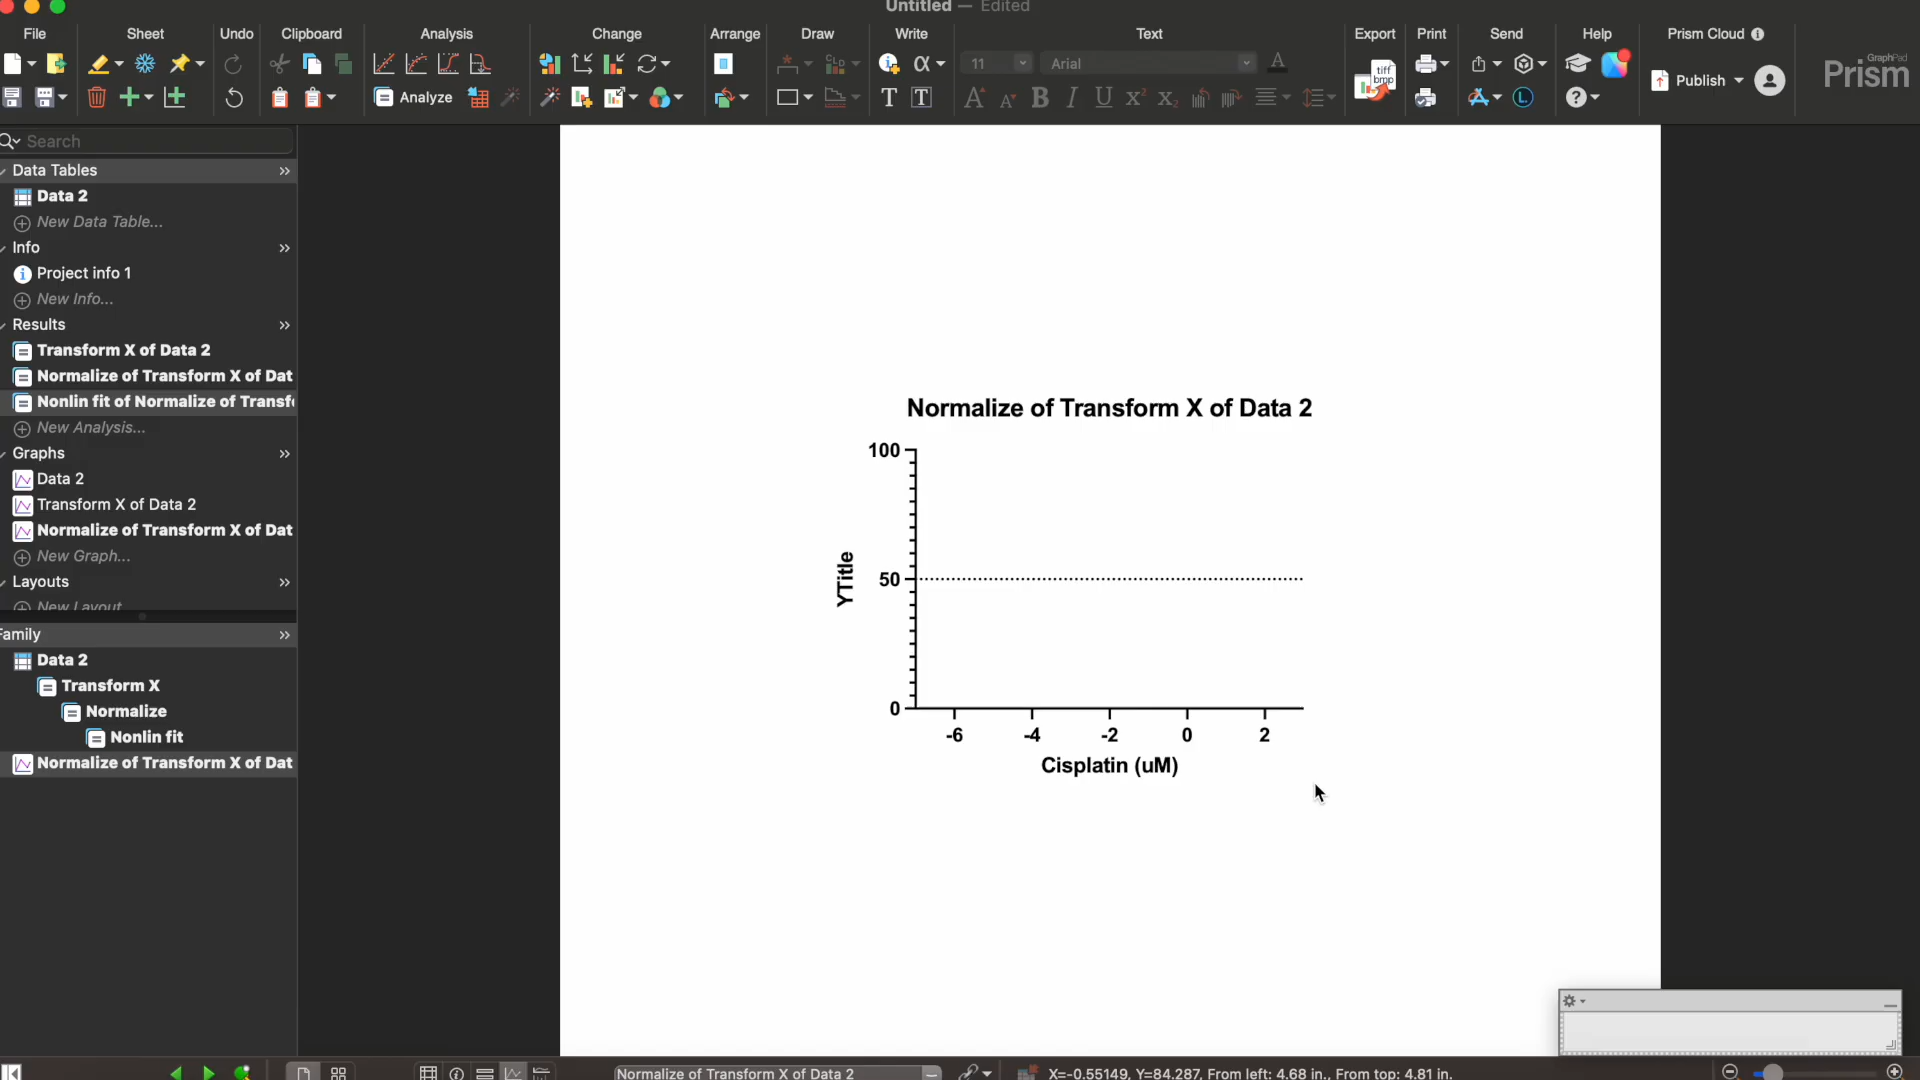 Untitled — Edited
File
Sheet
Undo
Clipboard
Analysis
Change
Arrange
Draw
Write
Text
Export
Print
Send
Help
Prism Cloud
11
Arial
tiff
bmp
Analyze
Publish
GraphPad
Prism
Search
Data Tables
Data 2
New Data Table...
Info
Project info 1
New Info...
Results
Transform X of Data 2
Normalize of Transform X of Dat
Nonlin fit of Normalize of Transf
New Analysis...
Graphs
Data 2
Transform X of Data 2
Normalize of Transform X of Dat
New Graph...
Layouts
New Layout
Family
Data 2
Transform X
Normalize
Nonlin fit
Normalize of Transform X of Dat
Normalize of Transform X of Data 2
100
50
0
YTitle
-6 -4 -2 0 2
Cisplatin (uM)
Normalize of Transform X of Data 2
X=-0.55149, Y=84.287, From left: 4.68 in., From top: 4.81 in.